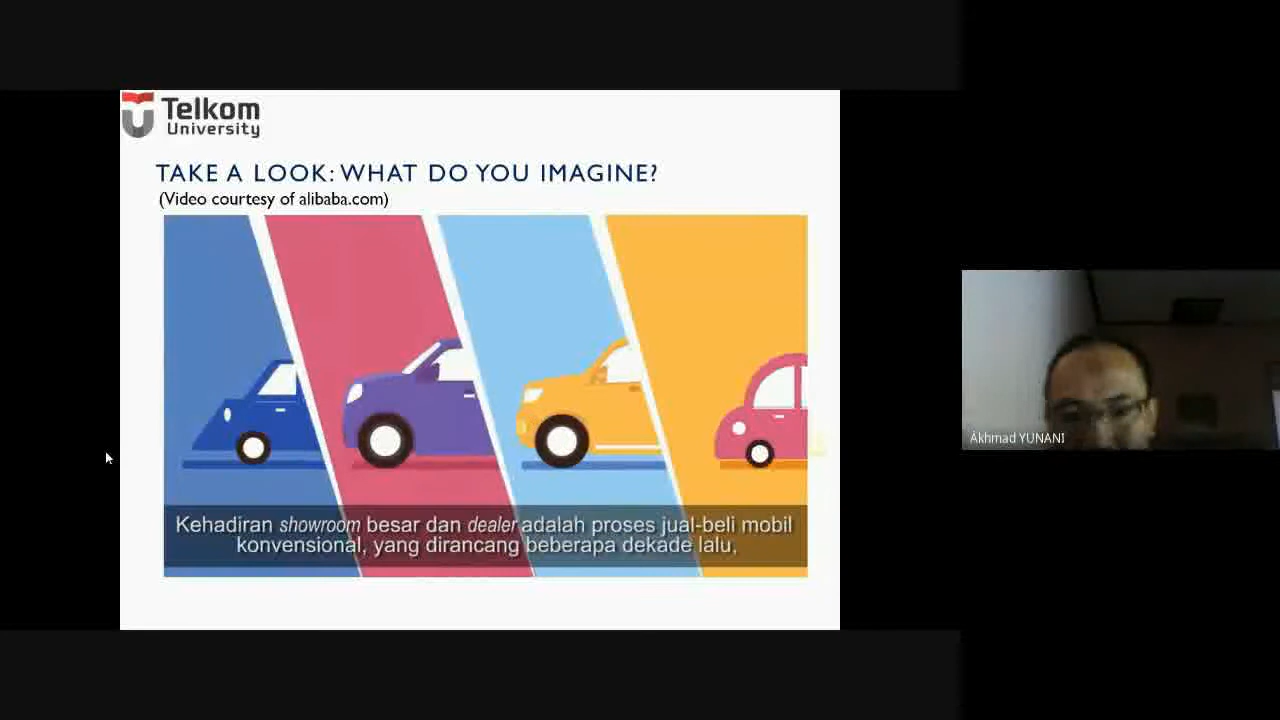 Telkom
University
TAKE A LOOK: WHAT DO YOU IMAGINE?
(Video courtesy of alibaba.com)
Kehadiran showroom besar dan dealer adalah proses jual-beli mobil
konvensional, yang dirancang beberapa dekade lalu,
Akhmad YUNANI